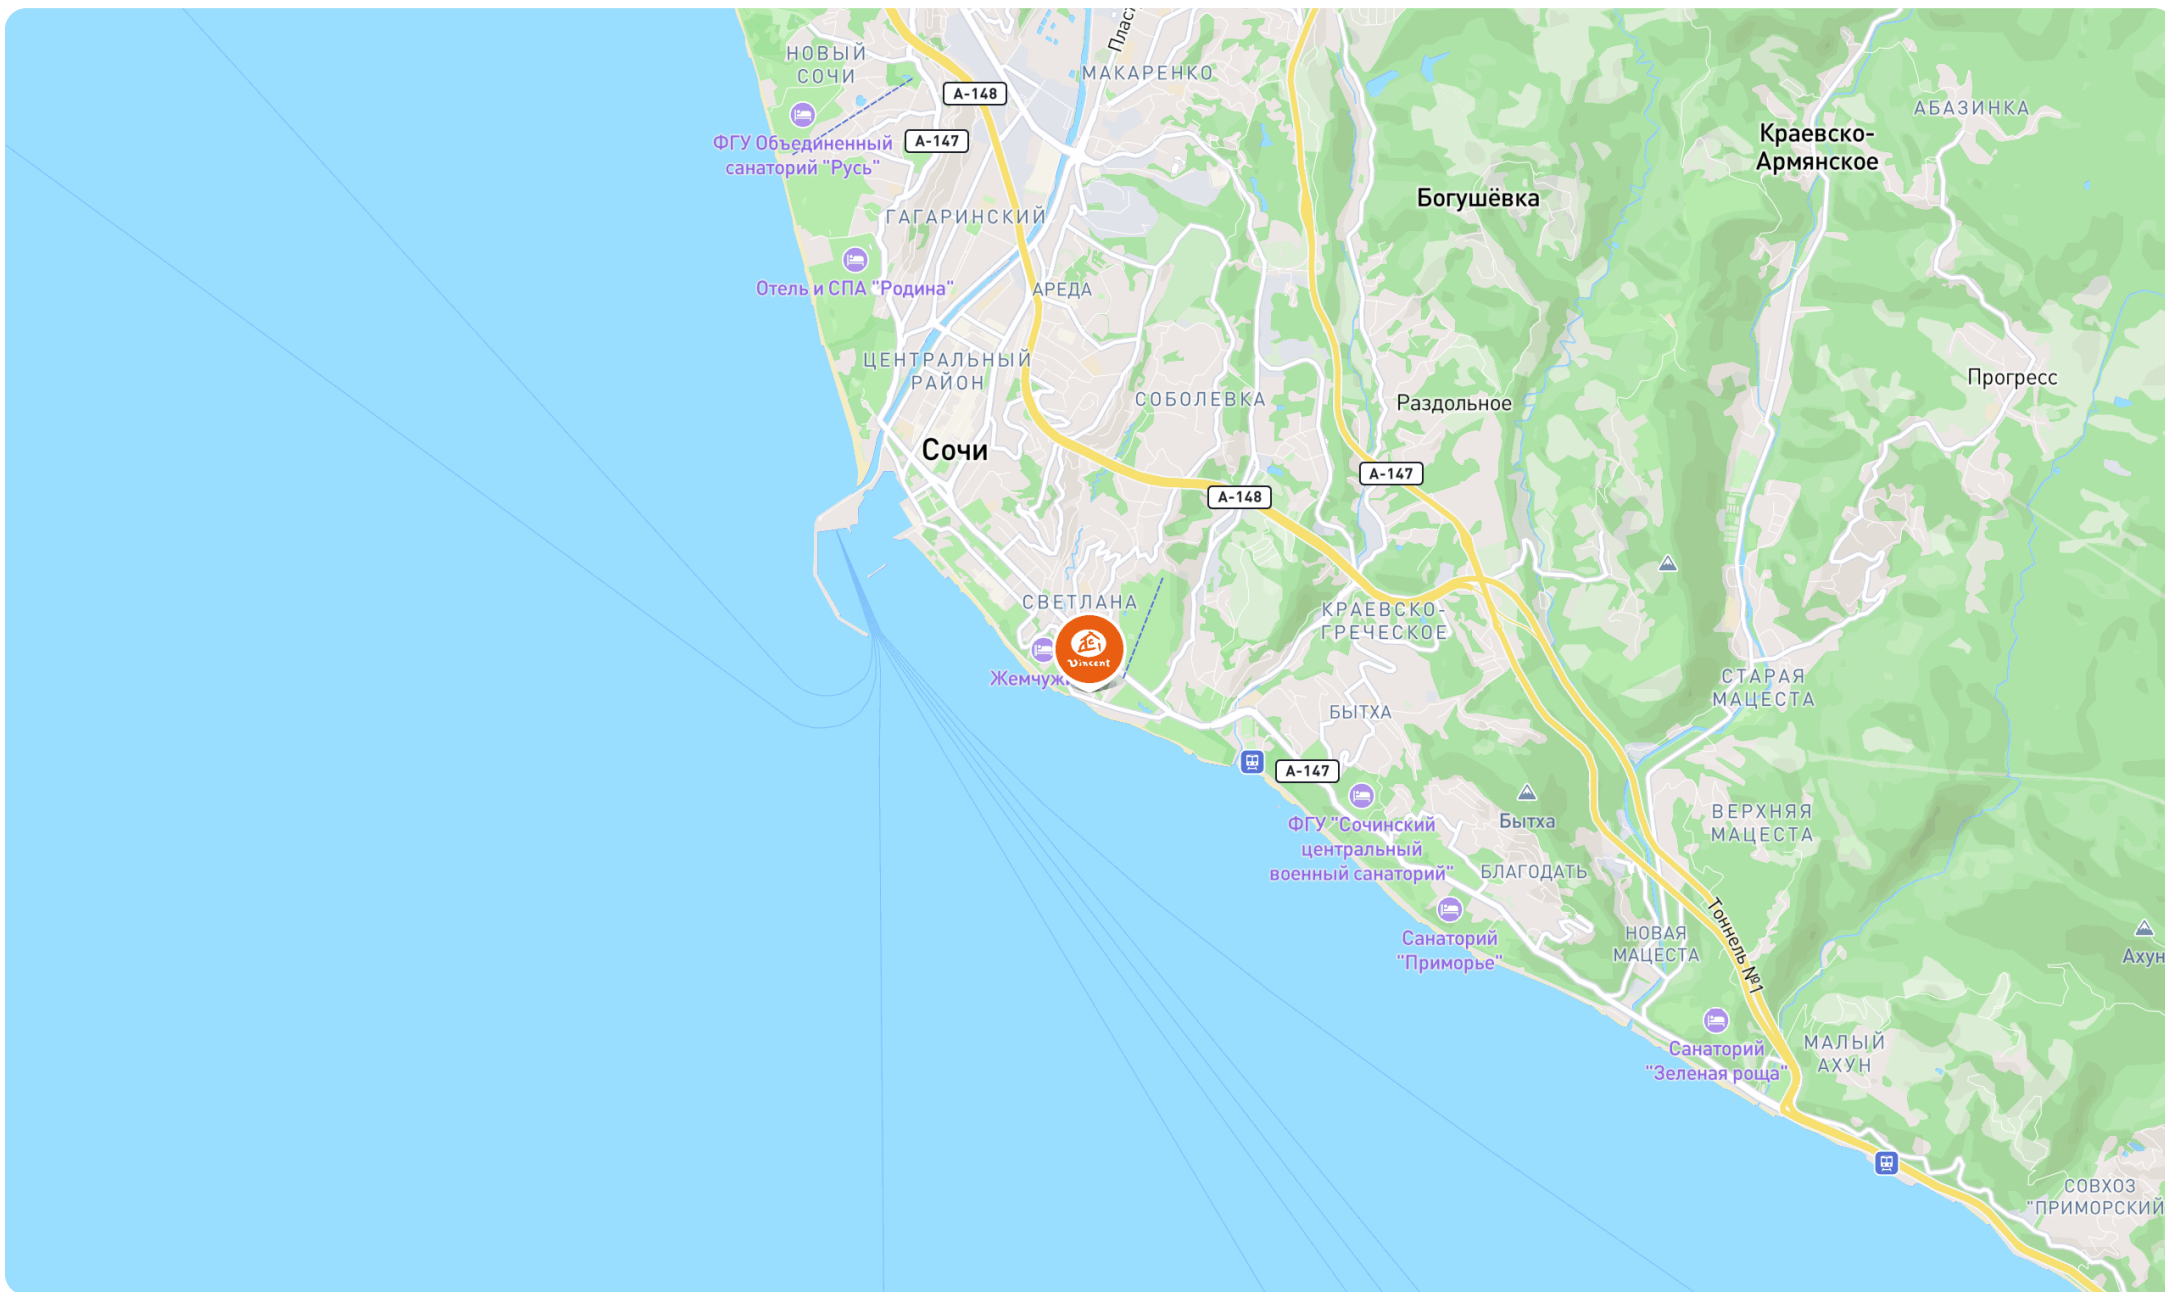 Плас
НОВЫЙ
СОЧИ
МАКАРЕНКО
А-148
АБАЗИНКА
Краевско-
Армянское
ФГУ Объединенный
санаторий "Русь"
А-147
Богушёвка
ГАГАРИНСКИЙ
Отель и СПА "Родина"
АРЕДА
ЦЕНТРАЛЬНЫЙ
РАЙОН
Прогресс
СОБОЛЕВКА
Раздольное
Сочи
А-147
А-148
СВЕТЛАНА
КРАЕВСКО-
ГРЕЧЕСКОЕ
Vincent
Жемчуж
СТАРАЯ
МАЦЕСТА
БЫТХА
А-147
ФГУ "Сочинский
центральный
военный санаторий"
Бытха
ВЕРХНЯЯ
МАЦЕСТА
БЛАГОДАТЬ
Тоннель №1
Санаторий
"Приморье"
НОВАЯ
МАЦЕСТА
Ахун
Санаторий
"Зеленая роща"
МАЛЫЙ
АХУН
СОВХОЗ
"ПРИМОРСКИЙ